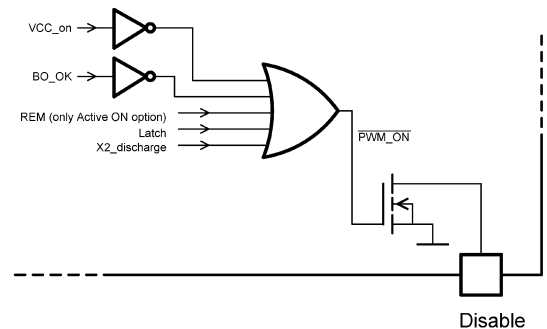 VCC_on
BO_OK
REM (only Active ON option)
Latch
X2_discharge
PWM_ON
Disable